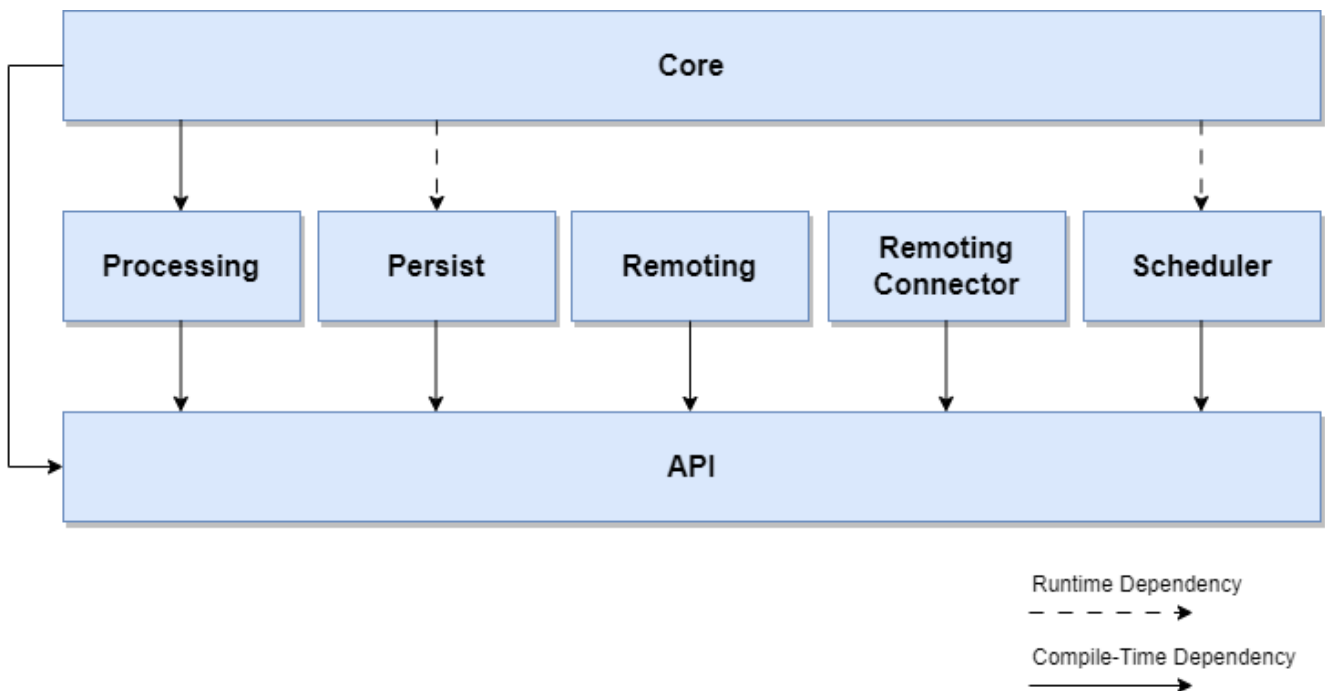 Core
Processing
Persist
Remoting
Remoting
Connector
Scheduler
API
Runtime Dependency
Compile-Time Dependency